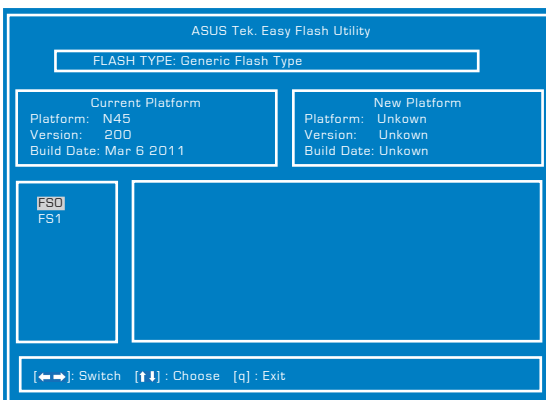 ASUS Tek. Easy Flash Utility
FLASH TYPE: Generic Flash Type
Current Platform
Platform: N45
Version: 200
Build Date: Mar 6 2011
New Platform
Platform: Unkown
Version: Unkown
Build Date: Unkown
FS0
FS1
[←→]: Switch [↑↓] : Choose [q] : Exit